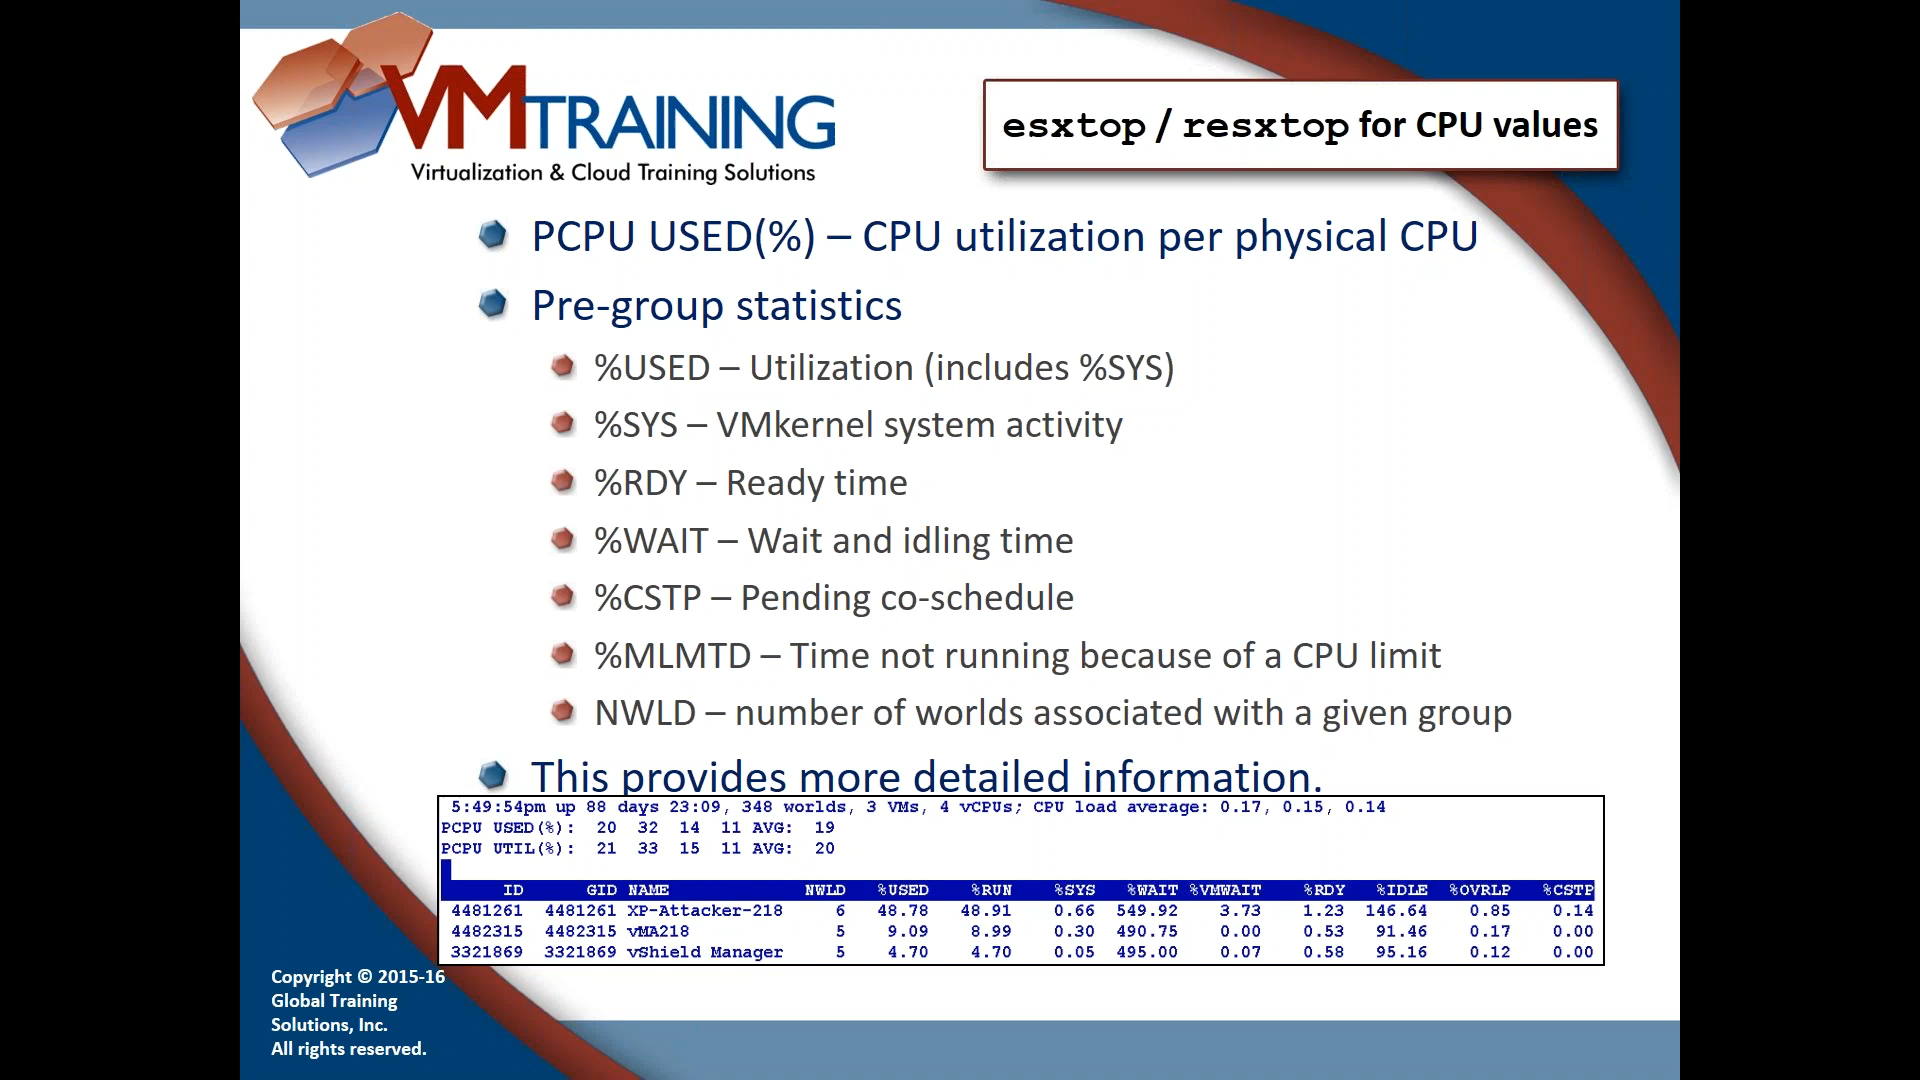 VMTRAINING
Virtualization & Cloud Training Solutions
esxtop / resxtop for CPU values
PCPU USED(%) – CPU utilization per physical CPU
Pre-group statistics
%USED – Utilization (includes %SYS)
%SYS – VMkernel system activity
%RDY – Ready time
%WAIT – Wait and idling time
%CSTP – Pending co-schedule
%MLMTD – Time not running because of a CPU limit
NWLD – number of worlds associated with a given group
This provides more detailed information.
5:49:54pm up 88 days 23:09, 348 worlds, 3 VMs, 4 vCPUs; CPU load average: 0.17, 0.15, 0.14
PCPU USED(%): 20 32 14 11 AVG: 19
PCPU UTIL(%): 21 33 15 11 AVG: 20
ID GID NAME NWLD %USED %RUN %SYS %WAIT %VMWAIT %RDY %IDLE %OVRLP %CSTP
4481261 4481261 XP-Attacker-218 6 48.78 48.91 0.66 549.92 3.73 1.23 146.64 0.85 0.14
4482315 4482315 vMA218 5 9.09 8.99 0.30 490.75 0.00 0.53 91.46 0.17 0.00
3321869 3321869 vShield Manager 5 4.70 4.70 0.05 495.00 0.07 0.58 95.16 0.12 0.00
Copyright © 2015-16
Global Training
Solutions, Inc.
All rights reserved.